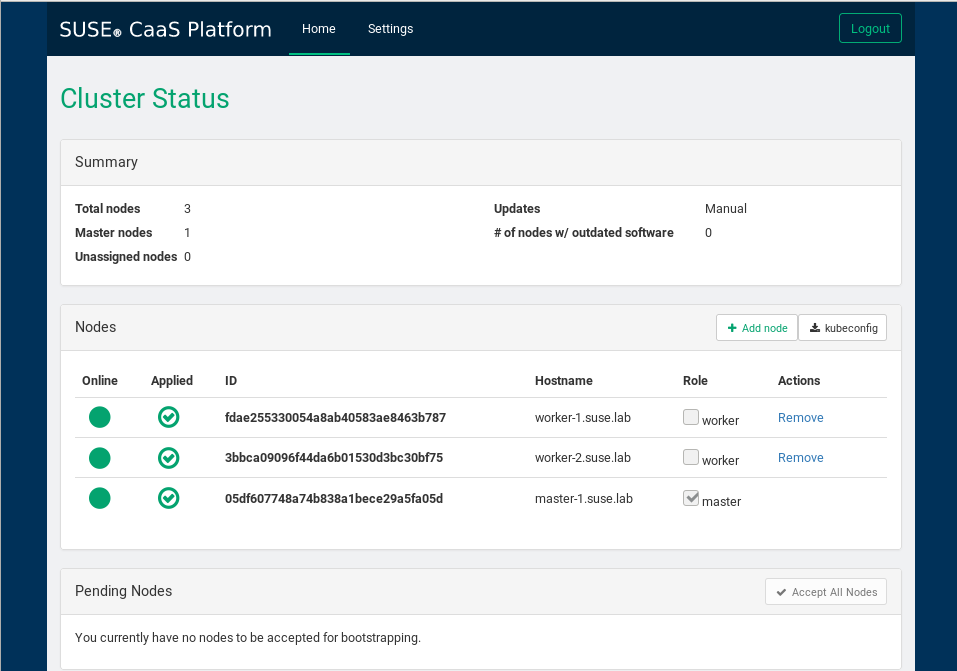 SUSE® CaaS Platform Home Settings Logout
Cluster Status
Summary
Total nodes 3 Updates Manual
Master nodes 1 # of nodes w/ outdated software 0
Unassigned nodes 0
Nodes Add node kubeconfig
Online Applied ID Hostname Role Actions
fdae255330054a8ab40583ae8463b787 worker-1.suse.lab worker Remove
3bbca09096f44da6b01530d3bc30bf75 worker-2.suse.lab worker Remove
05df607748a74b838a1bece29a5fa05d master-1.suse.lab master
Pending Nodes Accept All Nodes
You currently have no nodes to be accepted for bootstrapping.